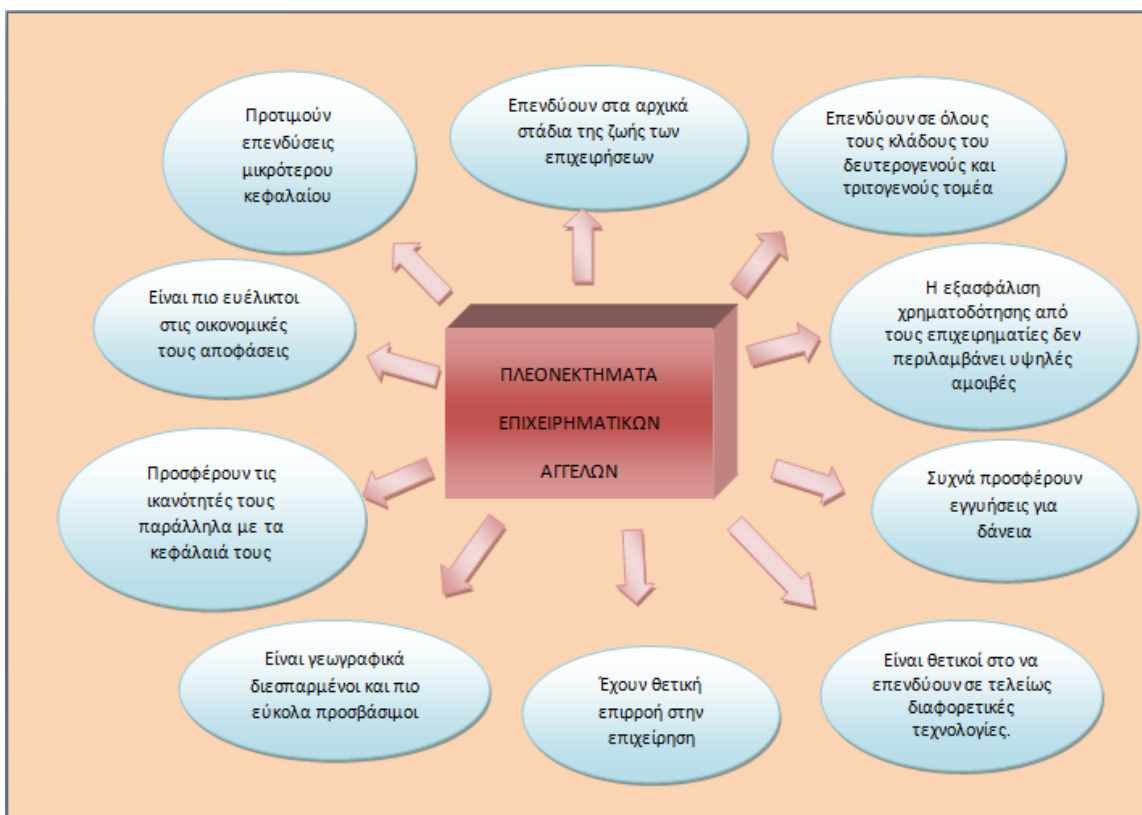 Προτιμούν
επενδύσεις
μικρότερου
κεφαλαίου
Επενδύουν στα αρχικά
στάδια της ζωής των
επιχειρήσεων
Επενδύουν σε όλους
τους κλάδους του
δευτερογενούς και
τριτογενούς τομέα
Είναι πιο ευέλικτοι
στις οικονομικές
τους αποφάσεις
Η εξασφάλιση
χρηματοδότησης από
τους επιχειρηματίες δεν
περιλαμβάνει υψηλές
αμοιβές
ΠΛΕΟΝΕΚΤΗΜΑΤΑ
ΕΠΙΧΕΙΡΗΜΑΤΙΚΩΝ
ΑΓΓΕΛΩΝ
Προσφέρουν τις
ικανότητές τους
παράλληλα με τα
κεφάλαιά τους
Συχνά προσφέρουν
εγγυήσεις για
δάνεια
Είναι γεωγραφικά
διεσπαρμένοι και πιο
εύκολα προσβάσιμοι
Έχουν θετική
επιρροή στην
επιχείρηση
Είναι θετικοί στο να
επενδύουν σε τελείως
διαφορετικές
τεχνολογίες.